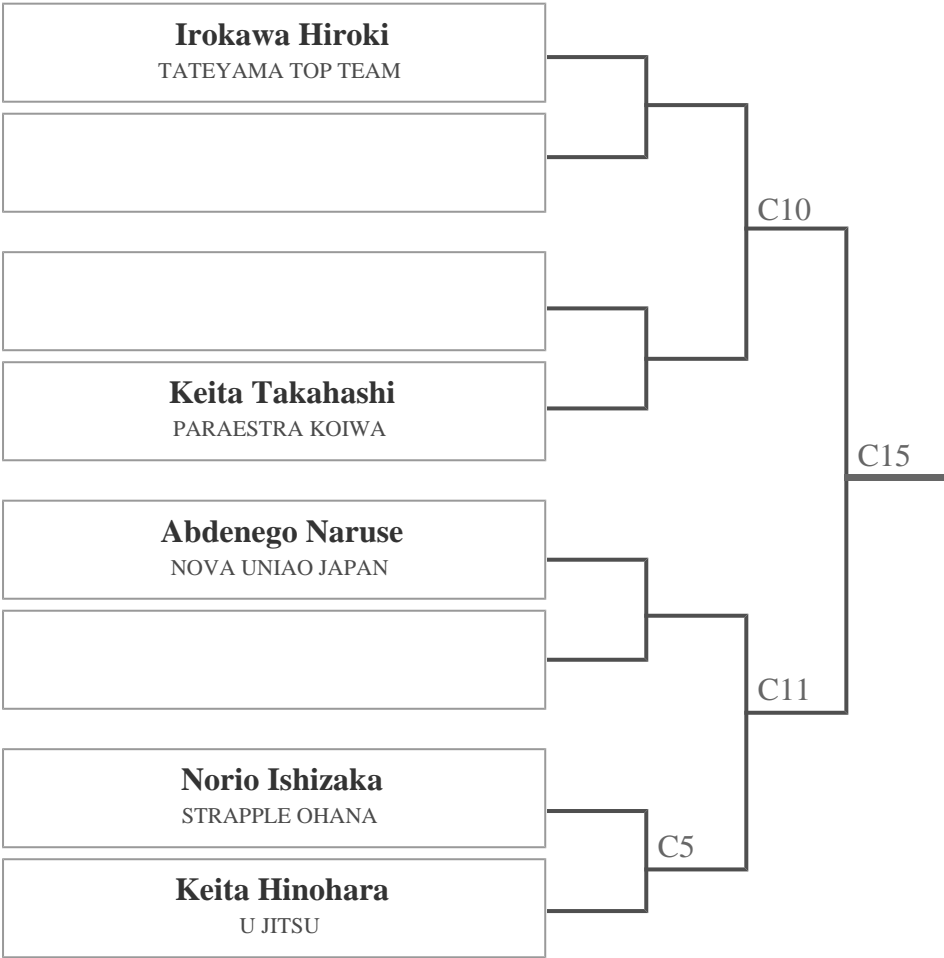 Irokawa Hiroki
TATEYAMA TOP TEAM
C10
Keita Takahashi
PARAESTRA KOIWA
C15
Abdenego Naruse
NOVA UNIAO JAPAN
C11
Norio Ishizaka
STRAPPLE OHANA
C5
Keita Hinohara
U JITSU